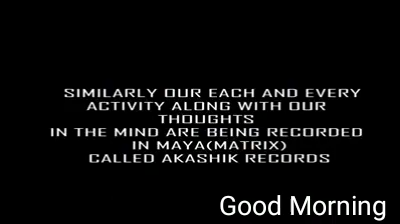 SIMILARLY OUR EACH AND EVERY
ACTIVITY ALONG WITH OUR
THOUGHTS
IN THE MIND ARE BEING RECORDED
IN MAYA(MATRIX)
CALLED AKASHIK RECORDS
Good Morning